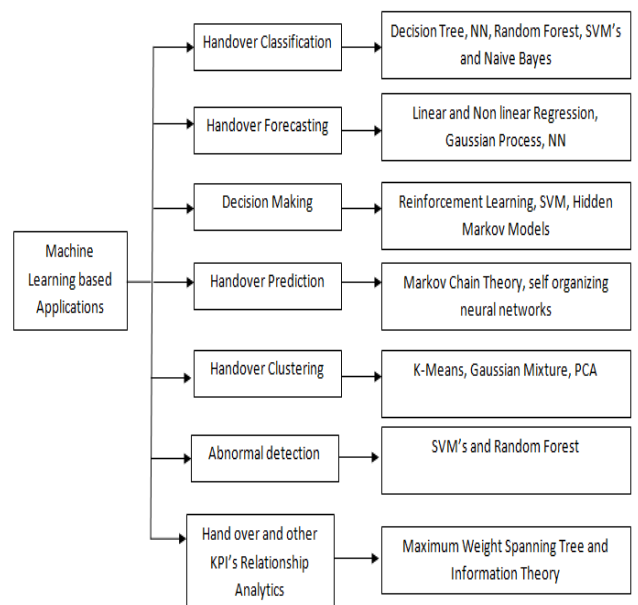 Machine
Learning based
Applications
Handover Classification
Decision Tree, NN, Random Forest, SVM's
and Naive Bayes
Handover Forecasting
Linear and Non linear Regression,
Gaussian Process, NN
Decision Making
Reinforcement Learning, SVM, Hidden
Markov Models
Handover Prediction
Markov Chain Theory, self organizing
neural networks
Handover Clustering
K-Means, Gaussian Mixture, PCA
Abnormal detection
SVM's and Random Forest
Hand over and other
KPI's Relationship
Analytics
Maximum Weight Spanning Tree and
Information Theory